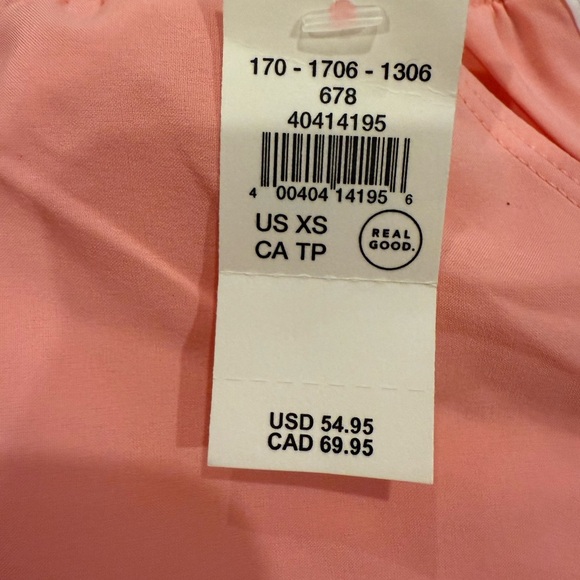 170 - 1706 - 1306
678
40414195
4 00404 14195 6
US XS
CA TP
REAL
GOOD.
USD 54.95
CAD 69.95